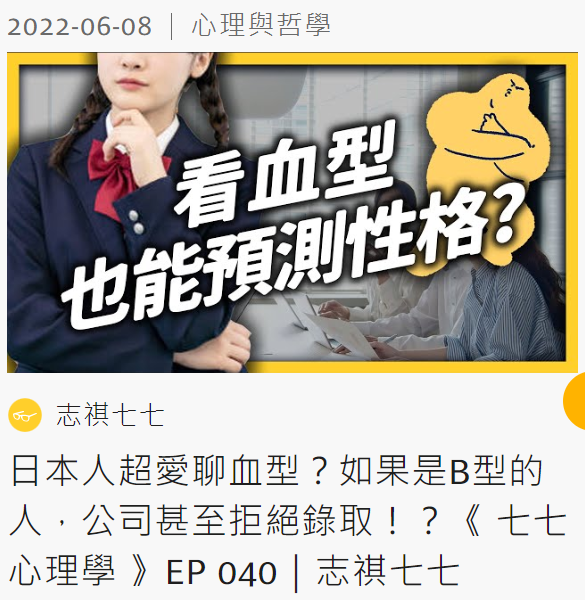 2022-06-08 │ 心理與哲學
看血型
也能預測性格?
志祺七七
日本人超愛聊血型？如果是B型的
人，公司甚至拒絕錄取！？《 七七
心理學 》EP 040｜志祺七七